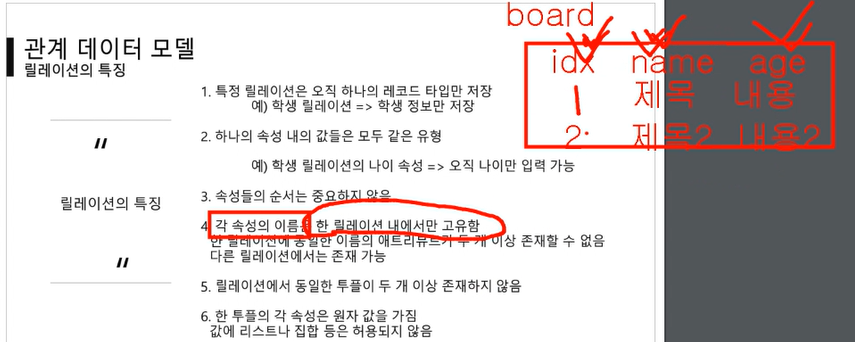 관계 데이터 모델
릴레이션의 특징
1. 특정 릴레이션은 오직 하나의 레코드 타입만 저장
예) 학생 릴레이션 => 학생 정보만 저장
〃
2. 하나의 속성 내의 값들은 모두 같은 유형
예) 학생 릴레이션의 나이 속성 => 오직 나이만 입력 가능
릴레이션의 특징
3. 속성들의 순서는 중요하지 않음
4. 각 속성의 이름은 한 릴레이션 내에서만 고유함
한 릴레이션에 동일한 이름의 애트리뷰트가 두 개 이상 존재할 수 없음
다른 릴레이션에서는 존재 가능
〃
5. 릴레이션에서 동일한 투플이 두 개 이상 존재하지 않음
6. 한 투플의 각 속성은 원자 값을 가짐
값에 리스트나 집합 등은 허용되지 않음
board
idx name age
1 제목 내용
2: 제목2 내용2